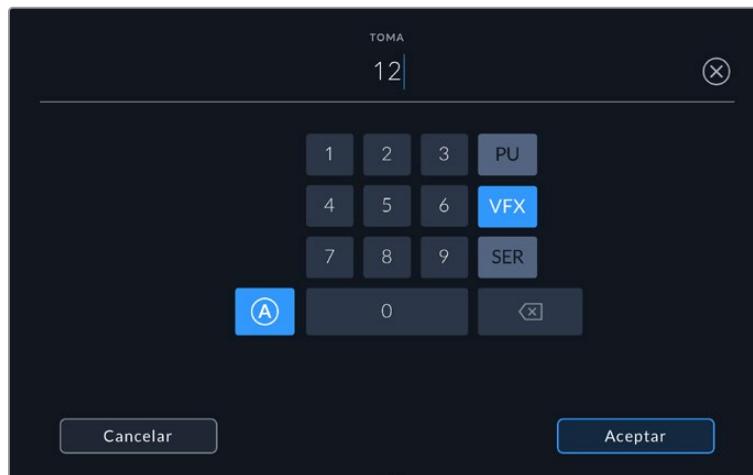 TOMA
12
1 2 3 PU
4 5 6 VFX
7 8 9 SER
A 0
Cancelar Aceptar